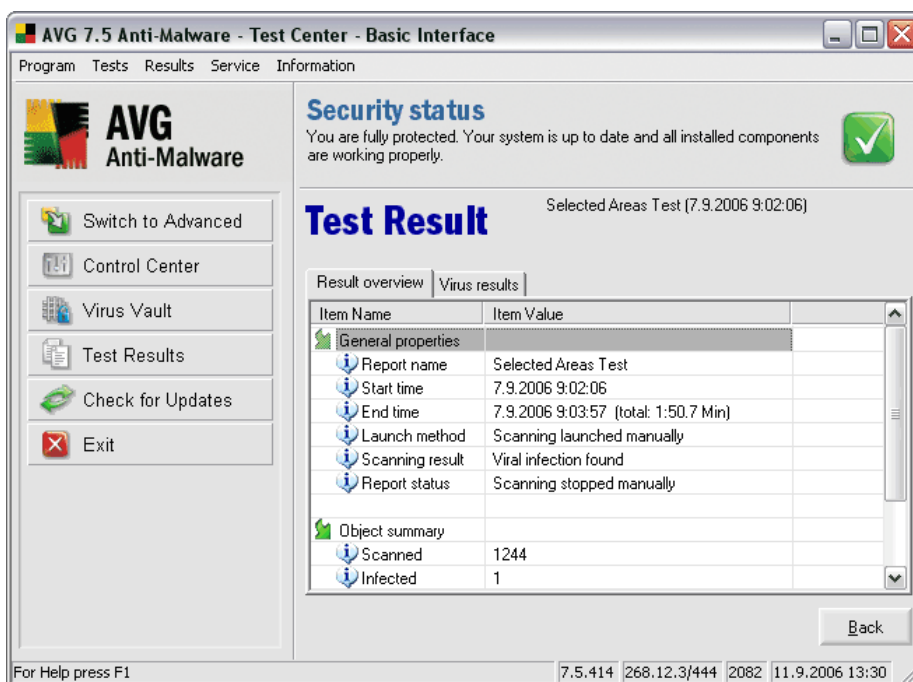 AVG 7.5 Anti-Malware - Test Center - Basic Interface
Program Tests Results Service Information
AVG
Anti-Malware
Switch to Advanced
Control Center
Virus Vault
Test Results
Check for Updates
Exit
Security status
You are fully protected. Your system is up to date and all installed components
are working properly.
Test Result
Selected Areas Test (7.9.2006 9:02:06)
Result overview Virus results
Item Name Item Value
General properties
Report name Selected Areas Test
Start time 7.9.2006 9:02:06
End time 7.9.2006 9:03:57 (total: 1:50.7 Min)
Launch method Scanning launched manually
Scanning result Viral infection found
Report status Scanning stopped manually
Object summary
Scanned 1244
Infected 1
Back
For Help press F1 7.5.414 268.12.3/444 2082 11.9.2006 13:30